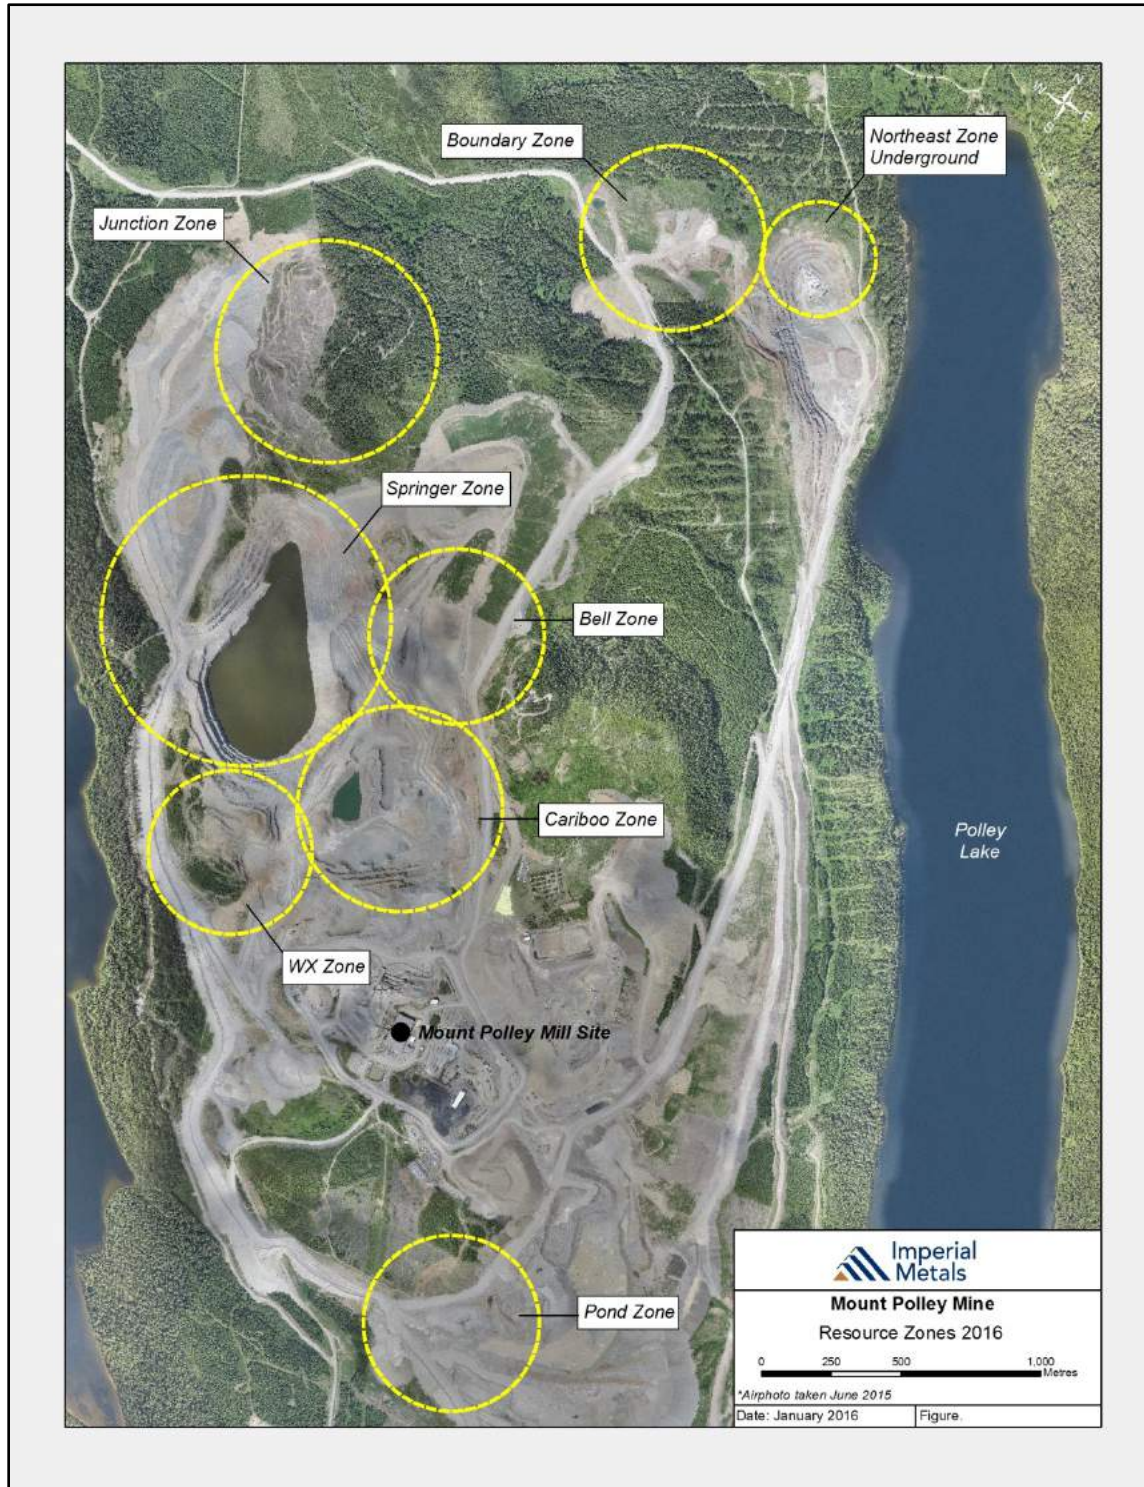 N
W
E
S
Boundary Zone
Northeast Zone
Underground
Junction Zone
Springer Zone
Bell Zone
Cariboo Zone
Polley
Lake
WX Zone
Mount Polley Mill Site
Pond Zone
Imperial
Metals
Mount Polley Mine
Resource Zones 2016
0 250 500 1,000
Metres
*Airphoto taken June 2015
Date: January 2016 Figure.